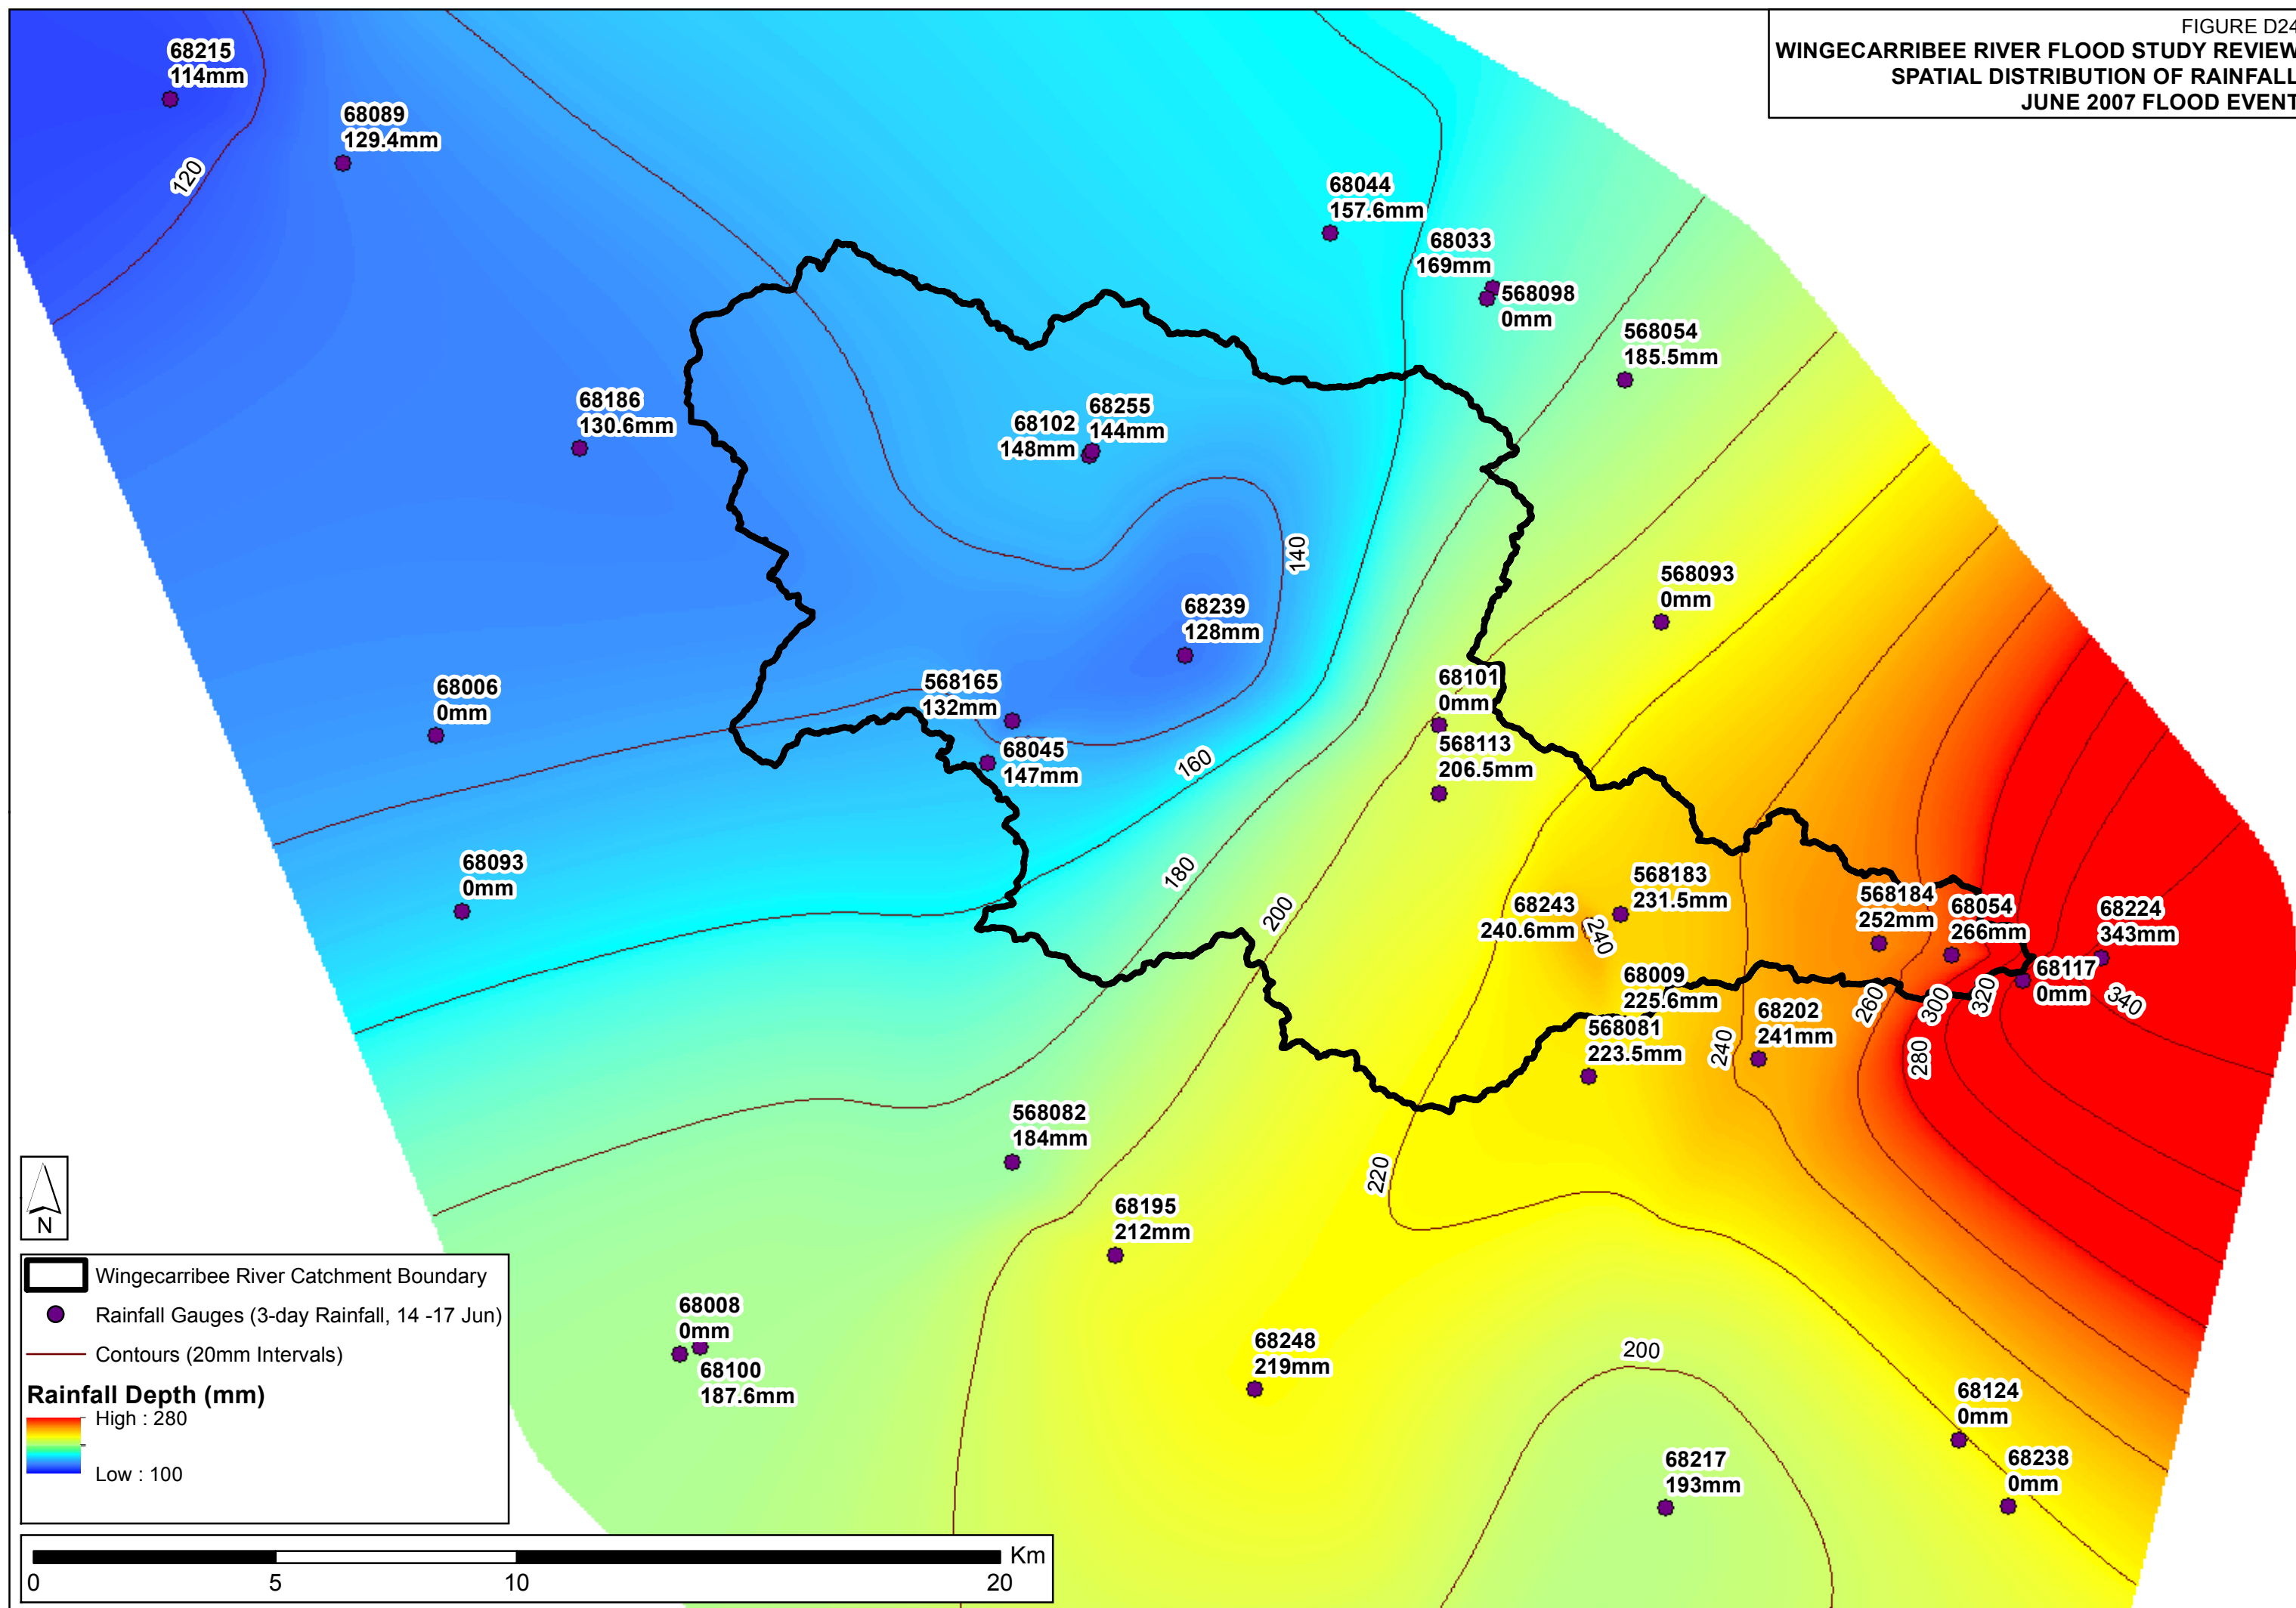 FIGURE D24
WINGECARRIBEE RIVER FLOOD STUDY REVIEW
SPATIAL DISTRIBUTION OF RAINFALL
JUNE 2007 FLOOD EVENT
68215
114mm
68089
129.4mm
120
68044
157.6mm
68033
169mm
568098
0mm
568054
185.5mm
68186
130.6mm
68255
144mm
68102
148mm
140
568093
0mm
68239
128mm
68006
0mm
568165
132mm
68101
0mm
68045
147mm
568113
206.5mm
160
68093
0mm
180
200
568183
231.5mm
68243
240.6mm
240
568184
252mm
68054
266mm
68224
343mm
68117
0mm
68009
225.6mm
68202
241mm
568081
223.5mm
240
260
280
300
320
340
568082
184mm
220
68195
212mm
68008
0mm
68100
187.6mm
68248
219mm
200
68124
0mm
68217
193mm
68238
0mm
N
Wingecarribee River Catchment Boundary
Rainfall Gauges (3-day Rainfall, 14 -17 Jun)
Contours (20mm Intervals)
Rainfall Depth (mm)
High : 280
Low : 100
Km
0 5 10 20